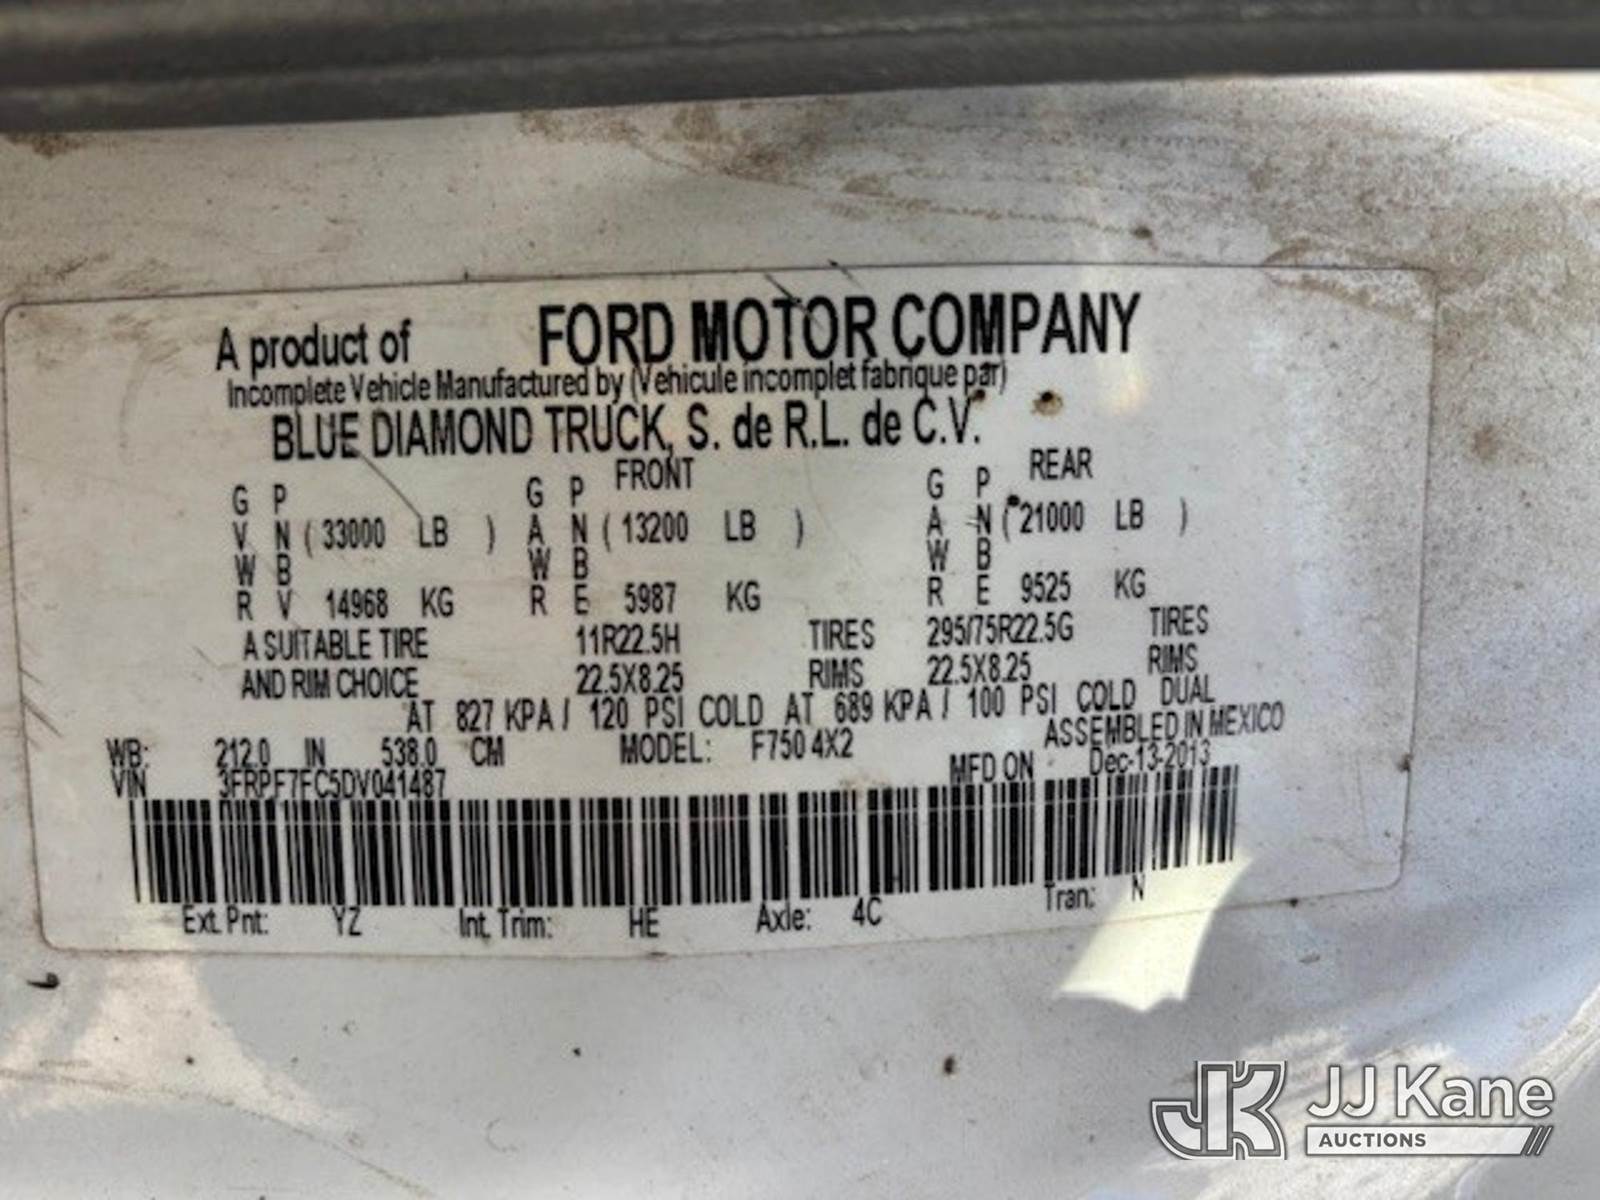 A product of FORD MOTOR COMPANY
Incomplete Vehicle Manufactured by (Vehicule incomplet fabrique par)
BLUE DIAMOND TRUCK, S. de R.L. de C.V.
FRONT REAR
G P G P G P
V N ( 33000 LB ) A N ( 13200 LB ) A N ( 21000 LB )
W B W B W B
R V 14968 KG R E 5987 KG R E 9525 KG
A SUITABLE TIRE 11R22.5H TIRES 295/75R22.5G TIRES
AND RIM CHOICE 22.5X8.25 RIMS 22.5X8.25 RIMS
AT 827 KPA / 120 PSI COLD AT 689 KPA / 100 PSI COLD DUAL
WB: 212.0 IN 538.0 CM MODEL: F750 4X2 ASSEMBLED IN MEXICO
VIN 3FRPF7FC5DV041487 MFD ON Dec-13-2013
Ext. Pnt: YZ Int. Trim: HE Axle: 4C Tran: N
JK JJ Kane
AUCTIONS